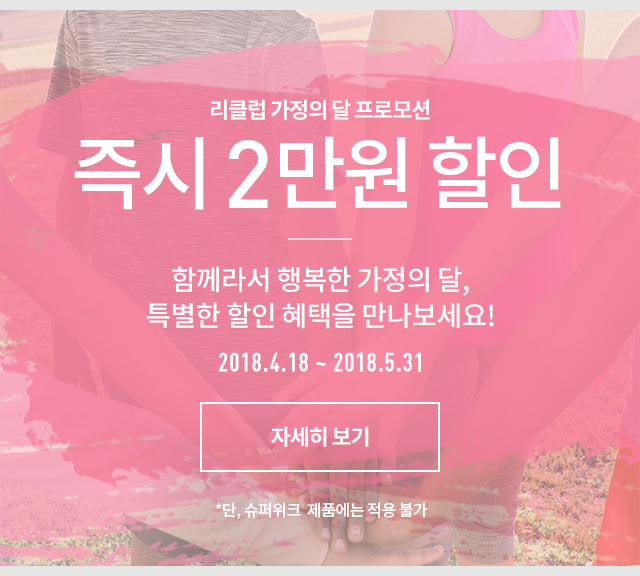 리클럽 가정의 달 프로모션
즉시 2만원 할인
함께라서 행복한 가정의 달,
특별한 할인 혜택을 만나보세요!
2018.4.18 ~ 2018.5.31
자세히 보기
*단, 슈퍼위크 제품에는 적용 불가